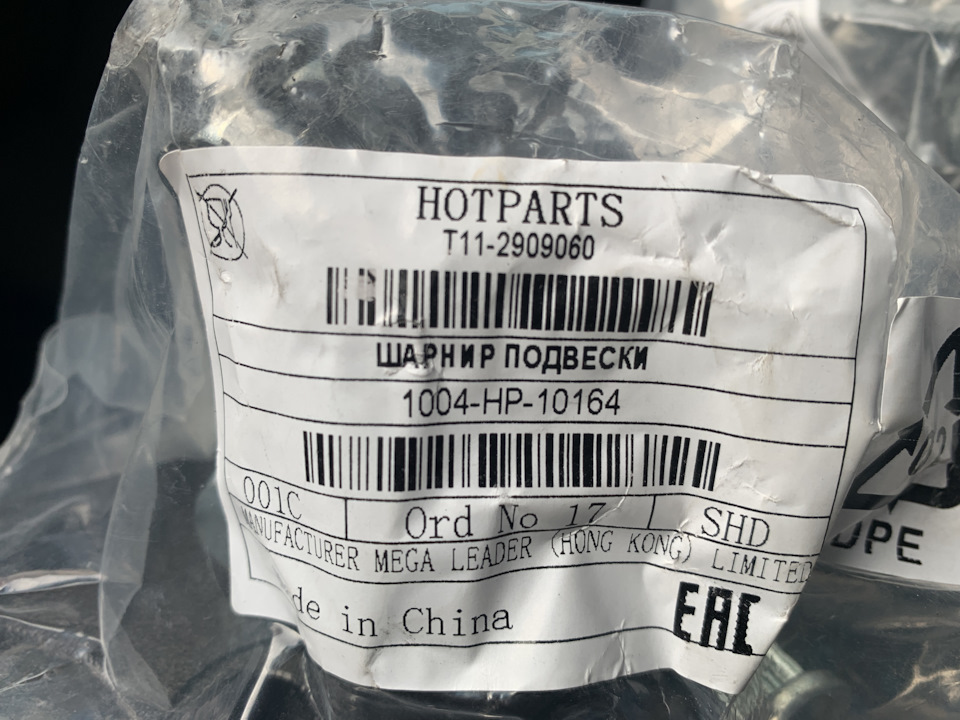 HOTPARTS
T11-2909060
ШАРНИР ПОДВЕСКИ
1004-HP-10164
001C
Ord No 17
SHD
MANUFACTURER MEGA LEADER (HONG KONG) LIMITED
de in China
EAC
DPE